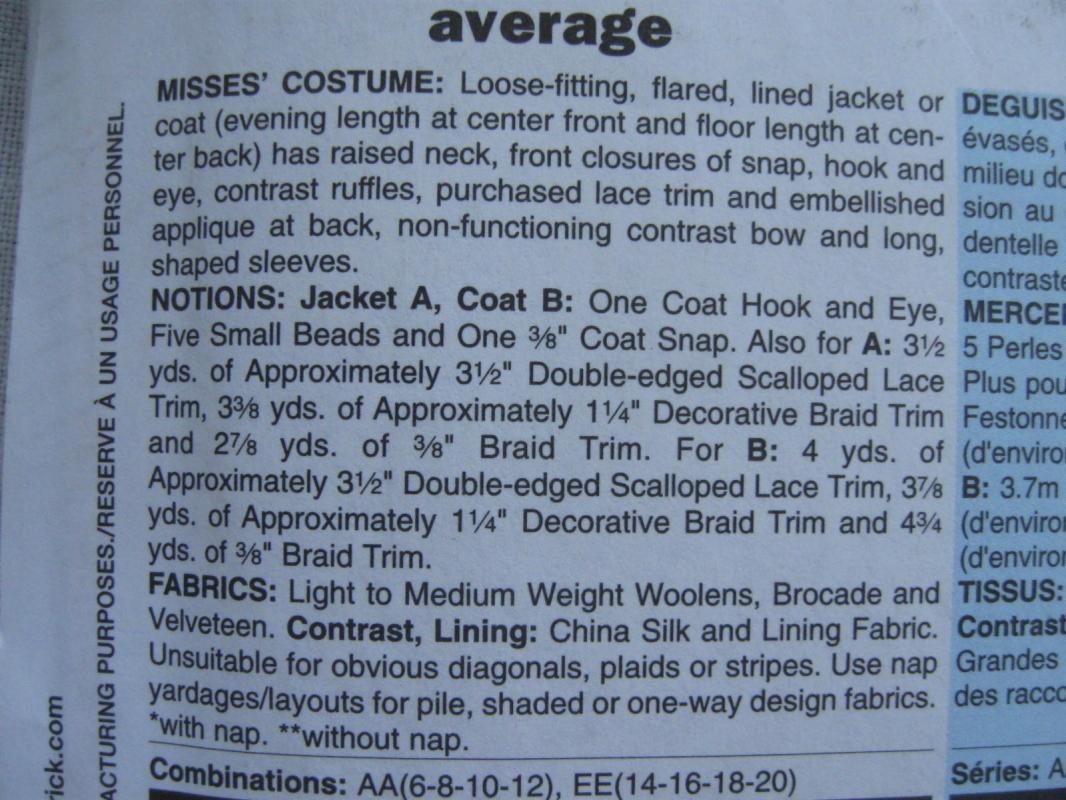 average
MISSES' COSTUME: Loose-fitting, flared, lined jacket or
coat (evening length at center front and floor length at cen-
ter back) has raised neck, front closures of snap, hook and
eye, contrast ruffles, purchased lace trim and embellished
applique at back, non-functioning contrast bow and long,
shaped sleeves.
NOTIONS: Jacket A, Coat B: One Coat Hook and Eye,
Five Small Beads and One ⅜" Coat Snap. Also for A: 3½
yds. of Approximately 3½" Double-edged Scalloped Lace
Trim, 3⅜ yds. of Approximately 1¼" Decorative Braid Trim
and 2⅞ yds. of ⅜" Braid Trim. For B: 4 yds. of
Approximately 3½" Double-edged Scalloped Lace Trim, 3⅞
yds. of Approximately 1¼" Decorative Braid Trim and 4¾
yds. of ⅜" Braid Trim.
FABRICS: Light to Medium Weight Woolens, Brocade and
Velveteen. Contrast, Lining: China Silk and Lining Fabric.
Unsuitable for obvious diagonals, plaids or stripes. Use nap
yardages/layouts for pile, shaded or one-way design fabrics.
*with nap. **without nap.
Combinations: AA(6-8-10-12), EE(14-16-18-20)
DEGUIS
évasés,
milieu do
sion au
dentelle
contraste
MERCE
5 Perles
Plus pou
Festonne
(d'enviro
B: 3.7m
(d'enviro
(d'enviro
TISSUS:
Contrast
Grandes
des racco
Séries: A
ACTURING PURPOSES./RESERVE À UN USAGE PERSONNEL.
rick.com